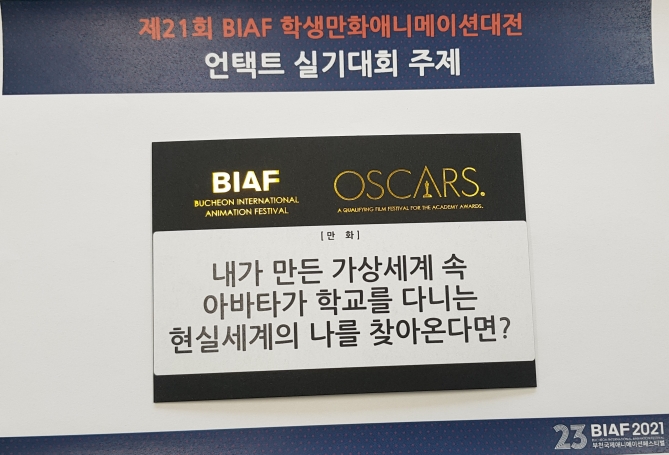 제21회 BIAF 학생만화애니메이션대전
언택트 실기대회 주제
BIAF
BUCHEON INTERNATIONAL
ANIMATION FESTIVAL
OSCARS.
A QUALIFYING FILM FESTIVAL FOR THE ACADEMY AWARDS.
[만 화]
내가 만든 가상세계 속
아바타가 학교를 다니는
현실세계의 나를 찾아온다면?
23 BIAF 2021
BUCHEON INTERNATIONAL ANIMATION FESTIVAL
부천국제애니메이션페스티벌